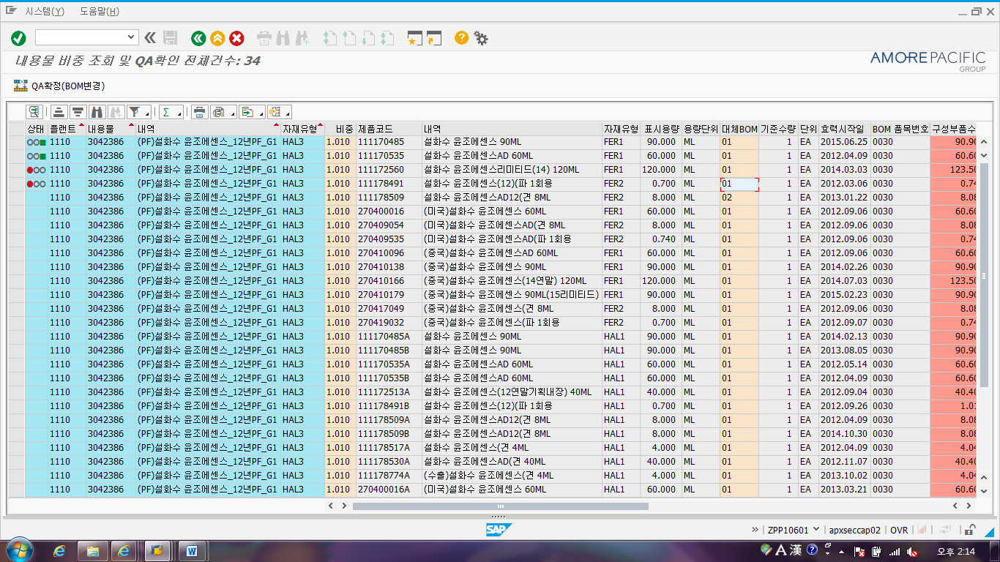 시스템(Y) 도움말(H)
내용물 비중 조회 및 QA확인 전체건수: 34
AMOREPACIFIC
GROUP
QA확정(BOM변경)
상태 플랜트 내용물 내역 자재유형 비중 제품코드 내역 자재유형 표시용량 용량단위 대체BOM 기준수량 단위 효력시작일 BOM 품목번호 구성부품수
1110 3042386 (PF)설화수 윤조에센스_12년PF_G1 HAL3 1.010 111170485 설화수 윤조에센스 90ML FER1 90.000 ML 01 1 EA 2015.06.25 0030 90.90
1110 3042386 (PF)설화수 윤조에센스_12년PF_G1 HAL3 1.010 111170535 설화수 윤조에센스AD 60ML FER1 60.000 ML 01 1 EA 2012.04.09 0030 60.60
1110 3042386 (PF)설화수 윤조에센스_12년PF_G1 HAL3 1.010 111172560 설화수 윤조에센스리미티드(14) 120ML FER1 120.000 ML 01 1 EA 2014.03.03 0030 123.50
1110 3042386 (PF)설화수 윤조에센스_12년PF_G1 HAL3 1.010 111178491 설화수 윤조에센스(12)(파 1회용 FER2 0.700 ML 01 1 EA 2012.03.06 0030 0.74
1110 3042386 (PF)설화수 윤조에센스_12년PF_G1 HAL3 1.010 111178509 설화수 윤조에센스AD12(견 8ML FER2 8.000 ML 02 1 EA 2013.01.22 0030 8.08
1110 3042386 (PF)설화수 윤조에센스_12년PF_G1 HAL3 1.010 270400016 (미국)설화수 윤조에센스 60ML FER1 60.000 ML 01 1 EA 2012.09.06 0030 60.60
1110 3042386 (PF)설화수 윤조에센스_12년PF_G1 HAL3 1.010 270409054 (미국)설화수 윤조에센스AD(견 8ML FER2 8.000 ML 01 1 EA 2012.09.06 0030 8.08
1110 3042386 (PF)설화수 윤조에센스_12년PF_G1 HAL3 1.010 270409535 (미국)설화수 윤조에센스AD(파 1회용 FER2 0.740 ML 01 1 EA 2012.09.06 0030 0.74
1110 3042386 (PF)설화수 윤조에센스_12년PF_G1 HAL3 1.010 270410096 (중국)설화수 윤조에센스AD 60ML FER1 60.000 ML 01 1 EA 2012.09.06 0030 60.60
1110 3042386 (PF)설화수 윤조에센스_12년PF_G1 HAL3 1.010 270410138 (중국)설화수 윤조에센스 90ML FER1 90.000 ML 01 1 EA 2014.02.26 0030 90.90
1110 3042386 (PF)설화수 윤조에센스_12년PF_G1 HAL3 1.010 270410166 (중국)설화수 윤조에센스(14연말) 120ML FER1 120.000 ML 01 1 EA 2014.07.03 0030 123.50
1110 3042386 (PF)설화수 윤조에센스_12년PF_G1 HAL3 1.010 270410179 (중국)설화수 윤조에센스 90ML(15리미티드) FER1 90.000 ML 01 1 EA 2015.02.23 0030 90.90
1110 3042386 (PF)설화수 윤조에센스_12년PF_G1 HAL3 1.010 270417049 (중국)설화수 윤조에센스(견 8ML FER2 8.000 ML 01 1 EA 2012.09.06 0030 8.08
1110 3042386 (PF)설화수 윤조에센스_12년PF_G1 HAL3 1.010 270419032 (중국)설화수 윤조에센스(파 1회용 FER2 0.700 ML 01 1 EA 2012.09.07 0030 0.74
1110 3042386 (PF)설화수 윤조에센스_12년PF_G1 HAL3 1.010 111170485A 설화수 윤조에센스 90ML HAL1 90.000 ML 01 1 EA 2014.02.13 0030 90.90
1110 3042386 (PF)설화수 윤조에센스_12년PF_G1 HAL3 1.010 111170485B 설화수 윤조에센스 90ML HAL1 90.000 ML 01 1 EA 2013.08.05 0030 90.90
1110 3042386 (PF)설화수 윤조에센스_12년PF_G1 HAL3 1.010 111170535A 설화수 윤조에센스AD 60ML HAL1 60.000 ML 01 1 EA 2012.05.14 0030 60.60
1110 3042386 (PF)설화수 윤조에센스_12년PF_G1 HAL3 1.010 111170535B 설화수 윤조에센스AD 60ML HAL1 60.000 ML 01 1 EA 2012.04.09 0030 60.60
1110 3042386 (PF)설화수 윤조에센스_12년PF_G1 HAL3 1.010 111172513A 설화수 윤조에센스(12연말기획내장) 40ML HAL1 40.000 ML 01 1 EA 2012.09.04 0030 40.40
1110 3042386 (PF)설화수 윤조에센스_12년PF_G1 HAL3 1.010 111178491B 설화수 윤조에센스(12)(파 1회용 HAL1 0.700 ML 01 1 EA 2012.09.26 0030 1.01
1110 3042386 (PF)설화수 윤조에센스_12년PF_G1 HAL3 1.010 111178509A 설화수 윤조에센스AD12(견 8ML HAL1 8.000 ML 01 1 EA 2012.04.09 0030 8.08
1110 3042386 (PF)설화수 윤조에센스_12년PF_G1 HAL3 1.010 111178509B 설화수 윤조에센스AD12(견 8ML HAL1 8.000 ML 01 1 EA 2014.10.30 0030 8.08
1110 3042386 (PF)설화수 윤조에센스_12년PF_G1 HAL3 1.010 111178517A 설화수 윤조에센스(견 4ML HAL1 4.000 ML 01 1 EA 2012.04.09 0030 4.04
1110 3042386 (PF)설화수 윤조에센스_12년PF_G1 HAL3 1.010 111178530A 설화수 윤조에센스AD(견 40ML HAL1 40.000 ML 01 1 EA 2012.11.07 0030 40.40
1110 3042386 (PF)설화수 윤조에센스_12년PF_G1 HAL3 1.010 111178774A (수출)설화수 윤조에센스(견 4ML HAL1 4.000 ML 01 1 EA 2013.10.02 0030 4.04
1110 3042386 (PF)설화수 윤조에센스_12년PF_G1 HAL3 1.010 270400016A (미국)설화수 윤조에센스 60ML HAL1 60.000 ML 01 1 EA 2013.03.21 0030 60.60
SAP ZPP10601 apxseccap02 OVR
A 漢 오후 2:14